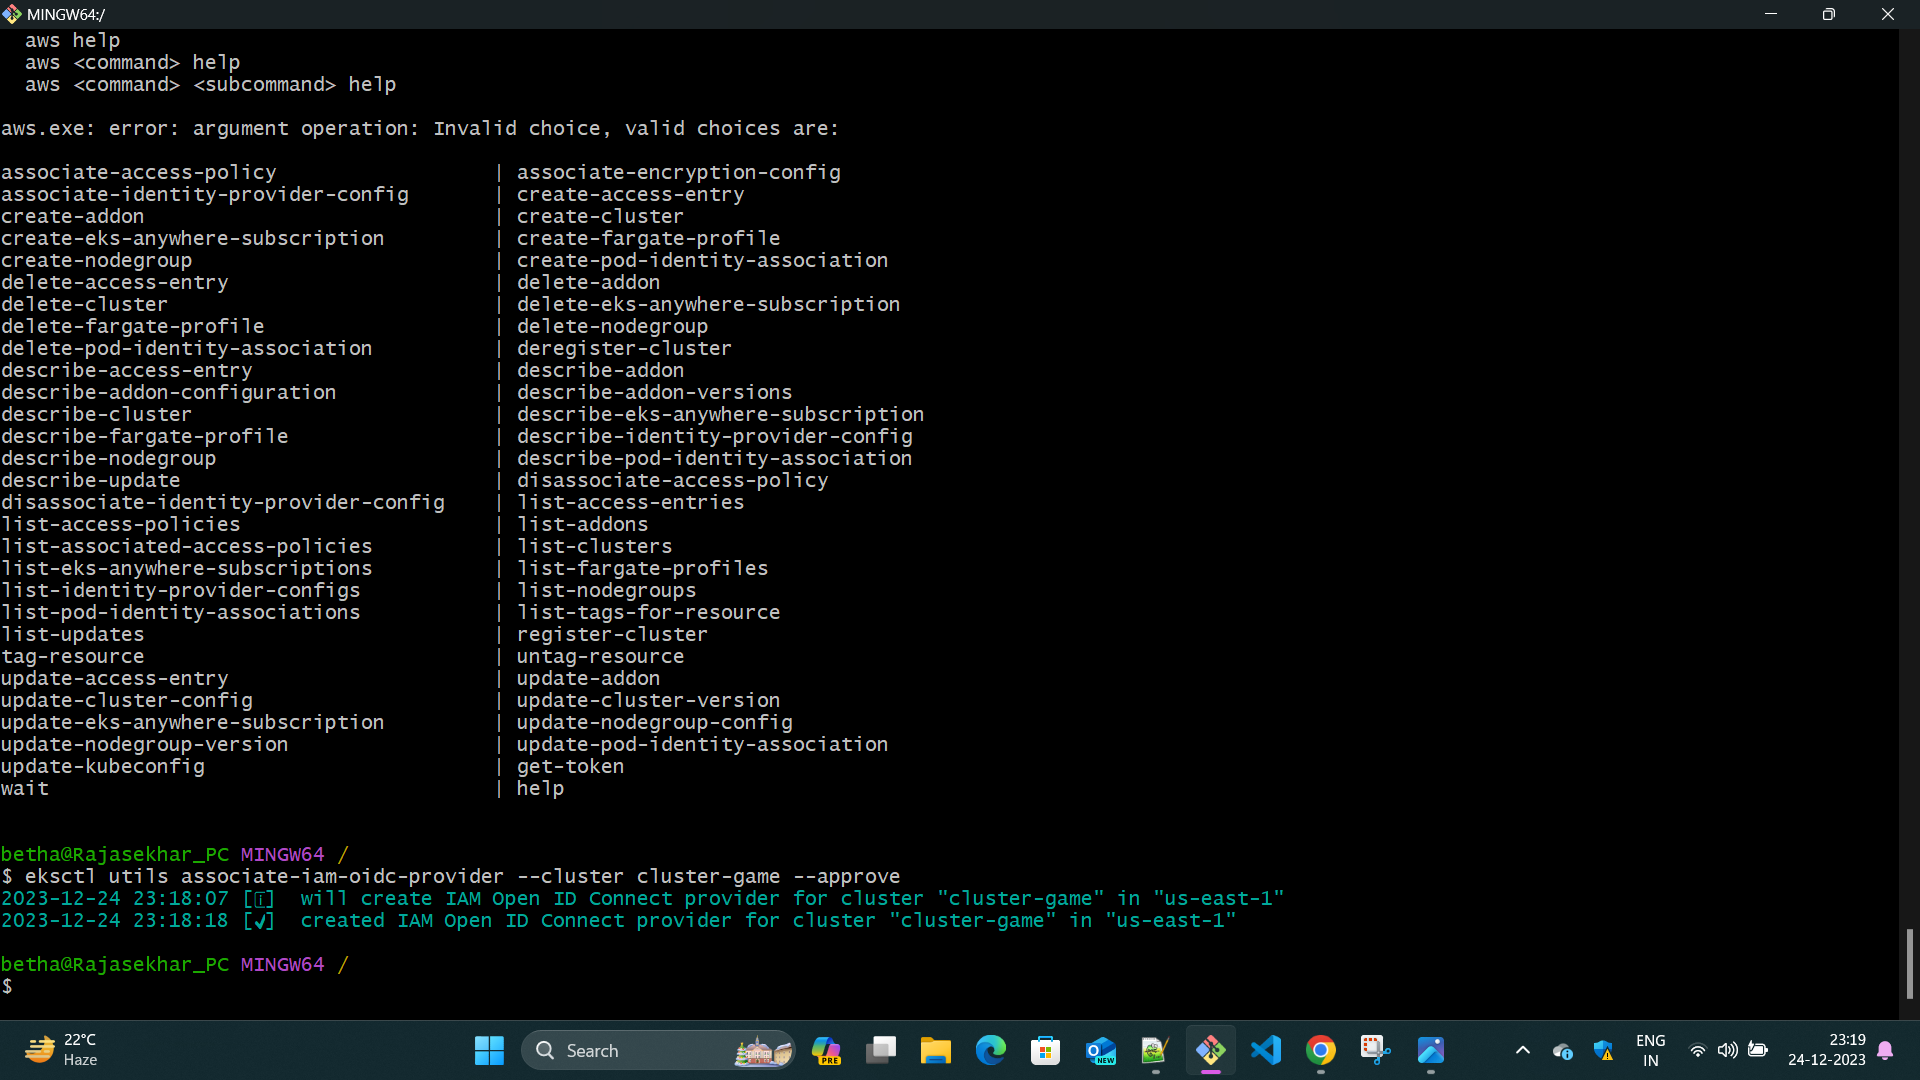 MINGW64:/
aws help
aws <command> help
aws <command> <subcommand> help
aws.exe: error: argument operation: Invalid choice, valid choices are:
associate-access-policy | associate-encryption-config
associate-identity-provider-config | create-access-entry
create-addon | create-cluster
create-eks-anywhere-subscription | create-fargate-profile
create-nodegroup | create-pod-identity-association
delete-access-entry | delete-addon
delete-cluster | delete-eks-anywhere-subscription
delete-fargate-profile | delete-nodegroup
delete-pod-identity-association | deregister-cluster
describe-access-entry | describe-addon
describe-addon-configuration | describe-addon-versions
describe-cluster | describe-eks-anywhere-subscription
describe-fargate-profile | describe-identity-provider-config
describe-nodegroup | describe-pod-identity-association
describe-update | disassociate-access-policy
disassociate-identity-provider-config | list-access-entries
list-access-policies | list-addons
list-associated-access-policies | list-clusters
list-eks-anywhere-subscriptions | list-fargate-profiles
list-identity-provider-configs | list-nodegroups
list-pod-identity-associations | list-tags-for-resource
list-updates | register-cluster
tag-resource | untag-resource
update-access-entry | update-addon
update-cluster-config | update-cluster-version
update-eks-anywhere-subscription | update-nodegroup-config
update-nodegroup-version | update-pod-identity-association
update-kubeconfig | get-token
wait | help
betha@Rajasekhar_PC MINGW64 /
$ eksctl utils associate-iam-oidc-provider --cluster cluster-game --approve
2023-12-24 23:18:07 [i] will create IAM Open ID Connect provider for cluster "cluster-game" in "us-east-1"
2023-12-24 23:18:18 [✔] created IAM Open ID Connect provider for cluster "cluster-game" in "us-east-1"
betha@Rajasekhar_PC MINGW64 /
$
22°C
Haze
Search
PRE
NEW
ENG
IN
23:19
24-12-2023